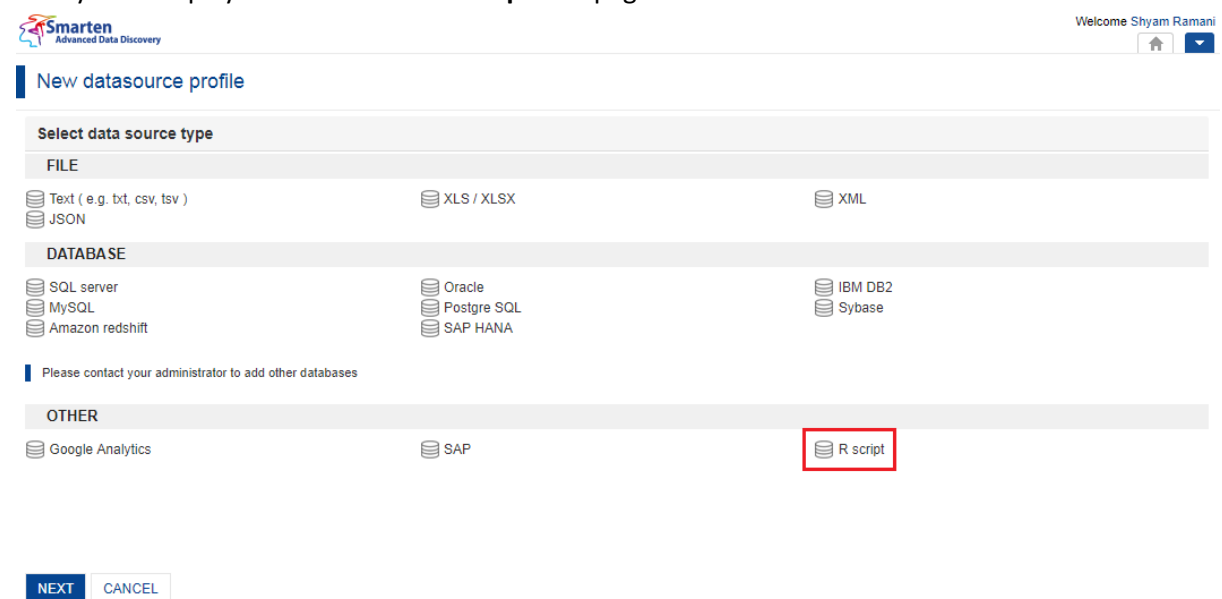 Smarten
Advanced Data Discovery
Welcome Shyam Ramani
New datasource profile
Select data source type
FILE
Text ( e.g. txt, csv, tsv ) XLS / XLSX XML
JSON
DATABASE
SQL server Oracle IBM DB2
MySQL Postgre SQL Sybase
Amazon redshift SAP HANA
Please contact your administrator to add other databases
OTHER
Google Analytics SAP R script
NEXT CANCEL